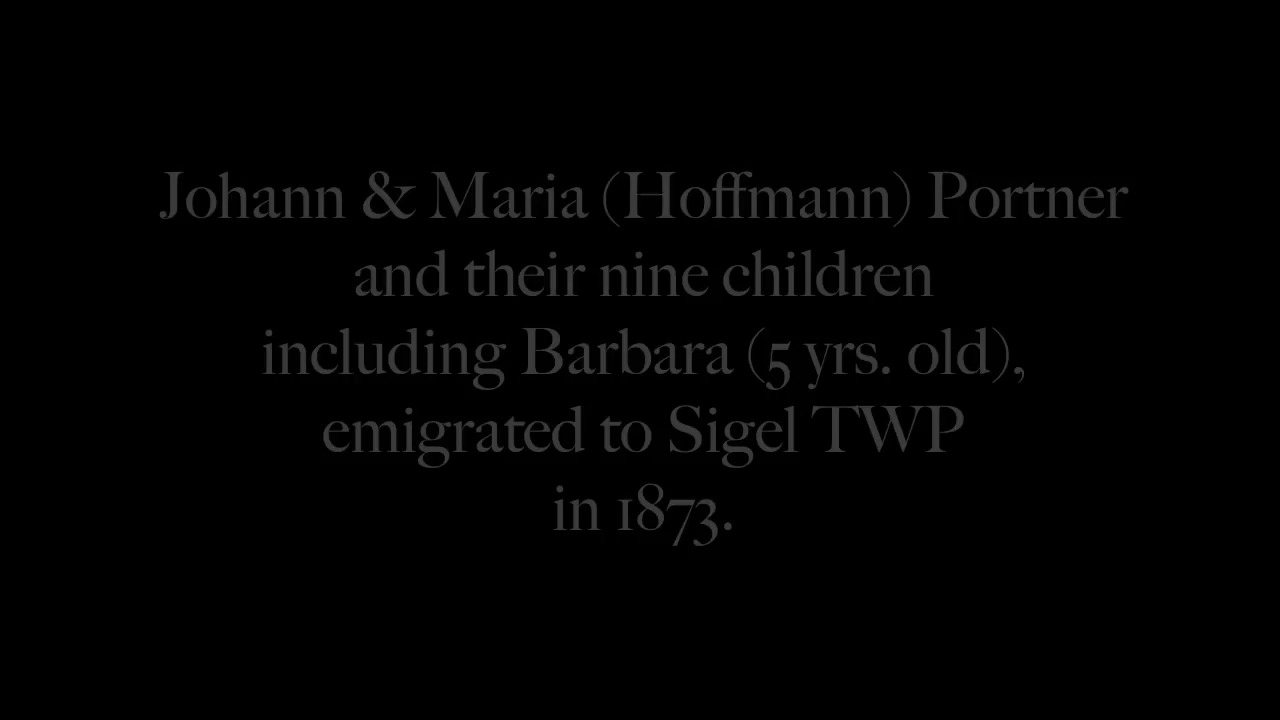 Johann & Maria (Hoffmann) Portner
and their nine children
including Barbara (5 yrs. old),
emigrated to Sigel TWP
in 1873.